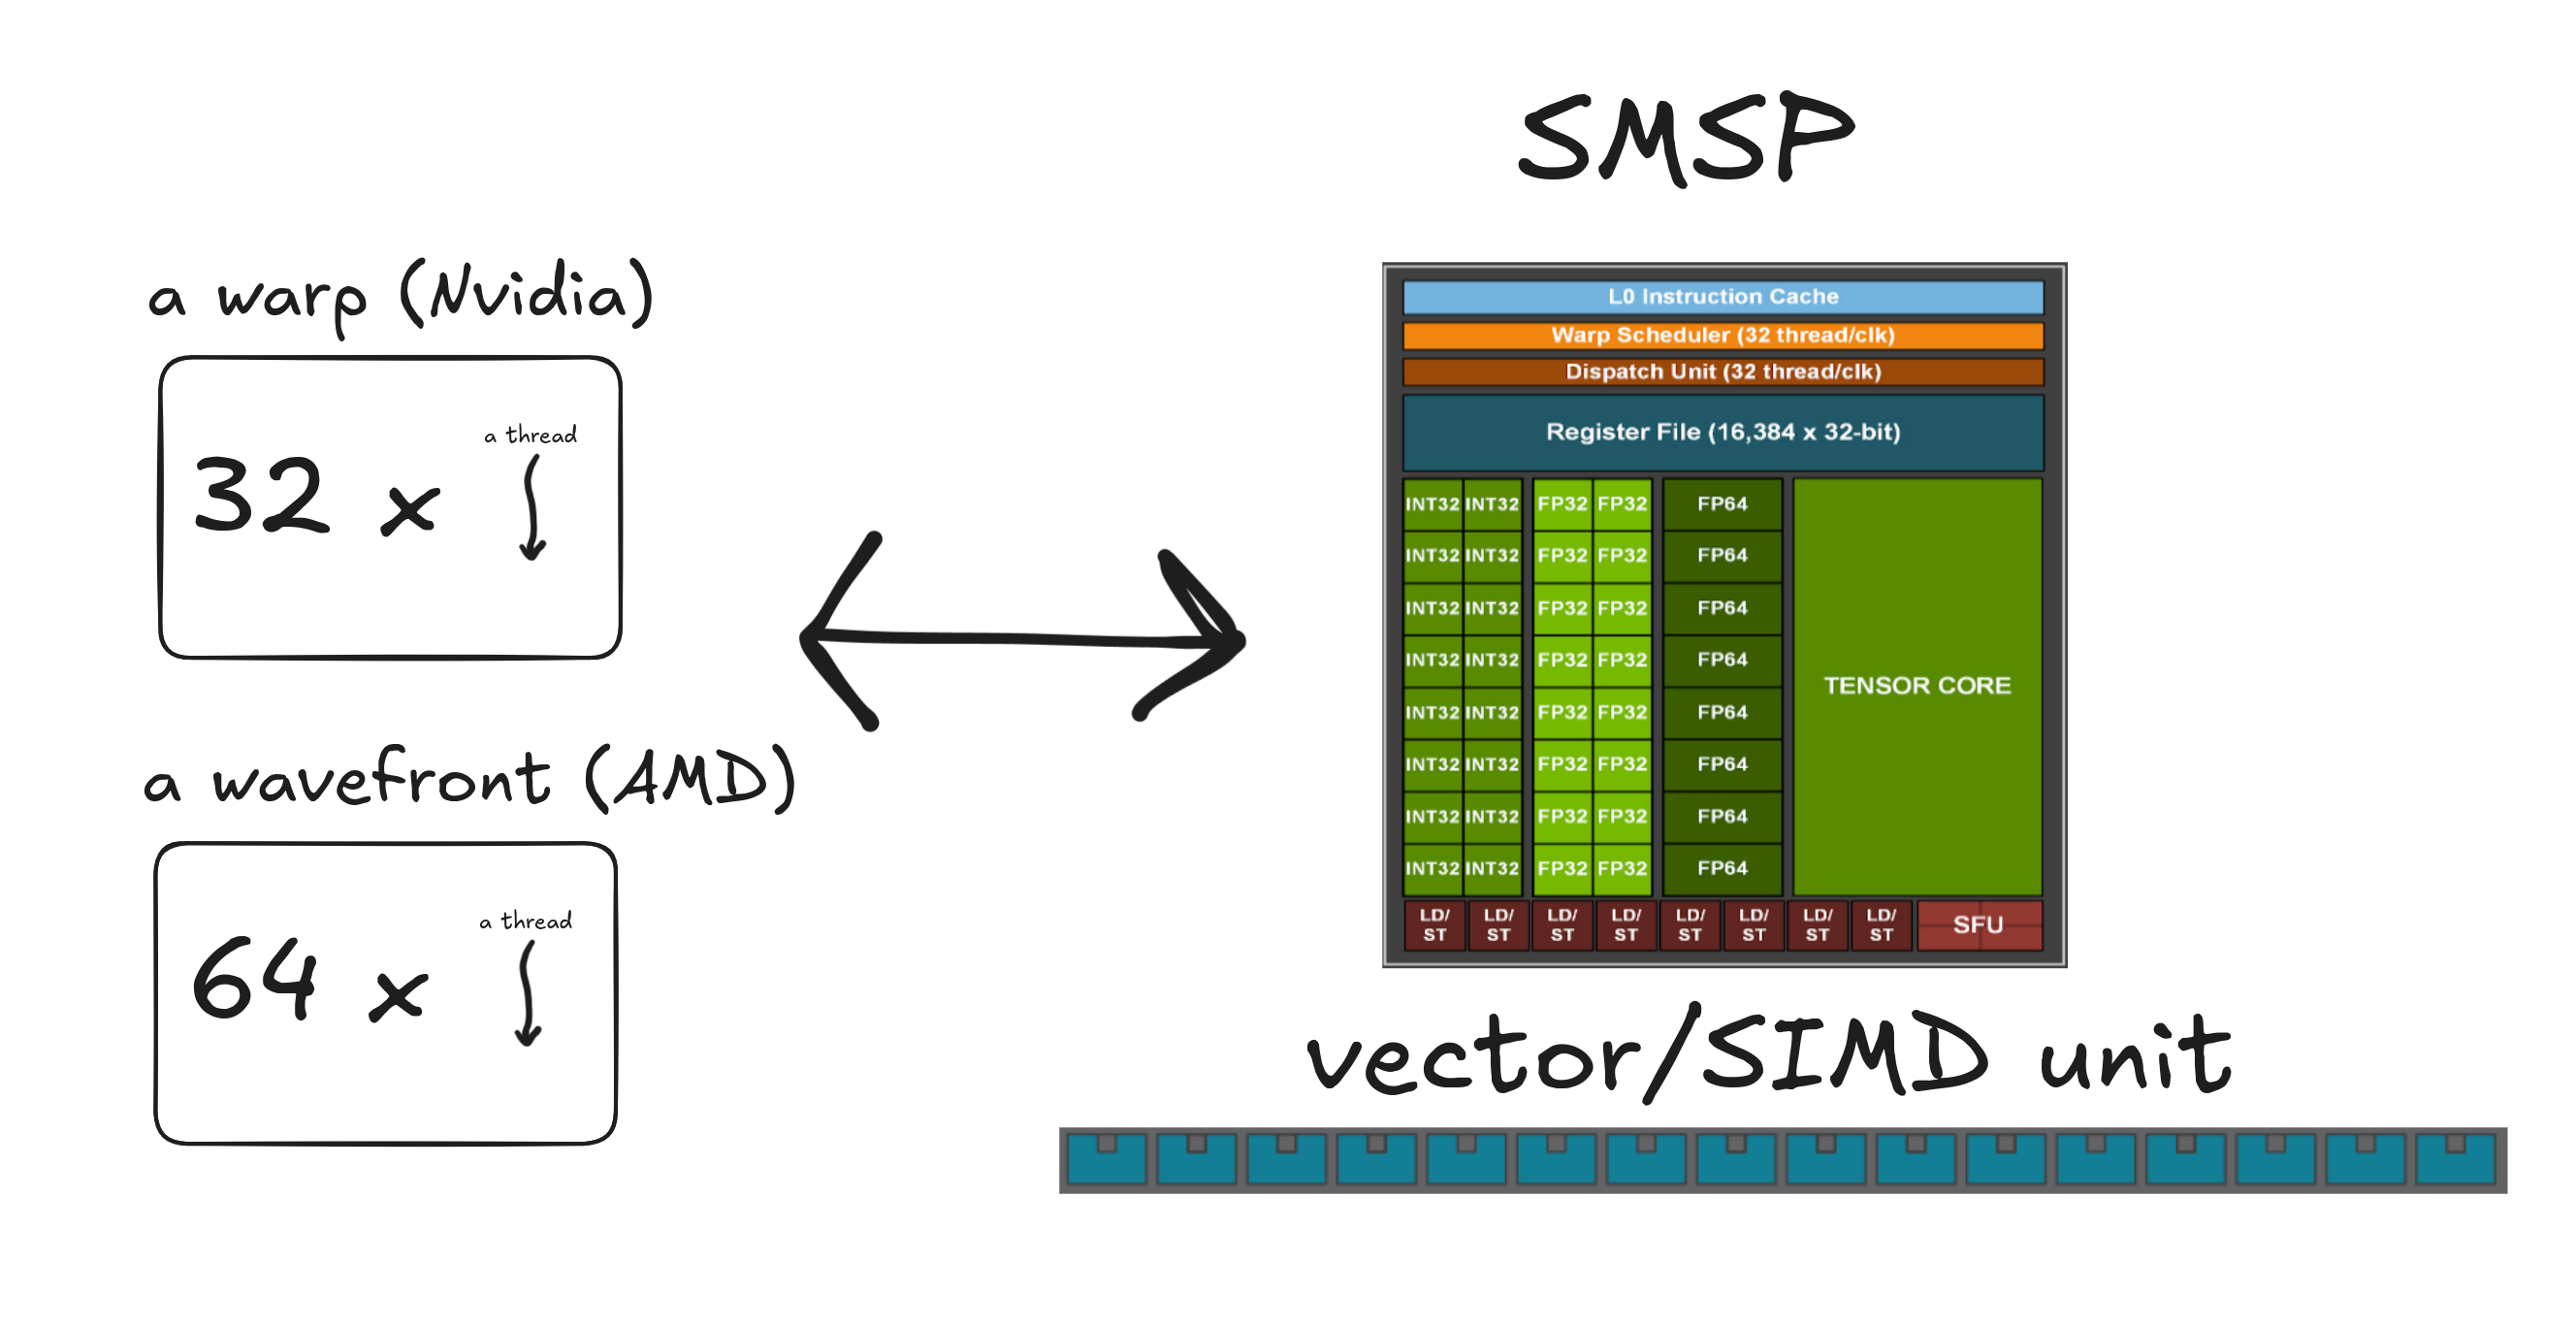 SMSP
a warp (Nvidia)
a thread
32 x
a wavefront (AMD)
a thread
64 x
L0 Instruction Cache
Warp Scheduler (32 thread/clk)
Dispatch Unit (32 thread/clk)
Register File (16,384 x 32-bit)
INT32 INT32 FP32 FP32 FP64
INT32 INT32 FP32 FP32 FP64
INT32 INT32 FP32 FP32 FP64
INT32 INT32 FP32 FP32 FP64
INT32 INT32 FP32 FP32 FP64
INT32 INT32 FP32 FP32 FP64
INT32 INT32 FP32 FP32 FP64
INT32 INT32 FP32 FP32 FP64
TENSOR CORE
LD/ LD/ LD/ LD/ LD/ LD/ LD/ LD/
ST ST ST ST ST ST ST ST
SFU
vector/SIMD unit